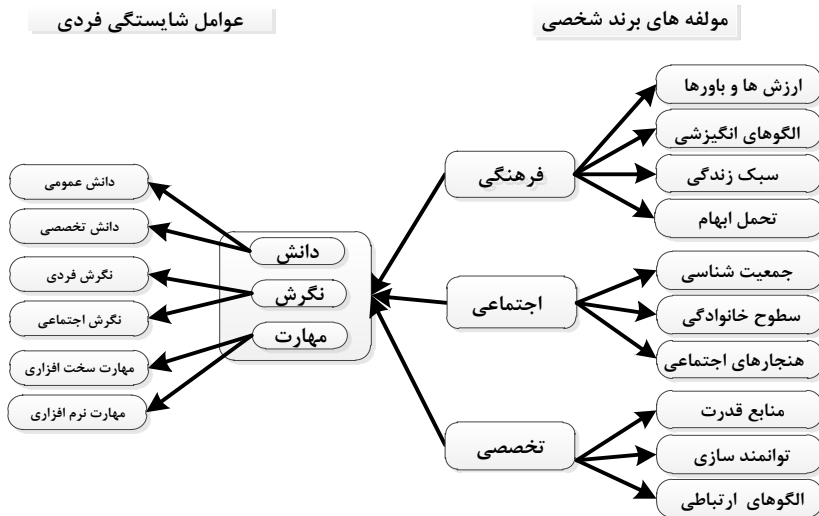 مولفه های برند شخصی
عوامل شایستگی فردی
ارزش ها و باورها
الگوهای انگیزشی
سبک زندگی
تحمل ابهام
فرهنگی
جمعیت شناسی
سطوح خانوادگی
هنجارهای اجتماعی
اجتماعی
منابع قدرت
توانمند سازی
الگوهای ارتباطی
تخصصی
دانش
نگرش
مهارت
دانش عمومی
دانش تخصصی
نگرش فردی
نگرش اجتماعی
مهارت سخت افزاری
مهارت نرم افزاری